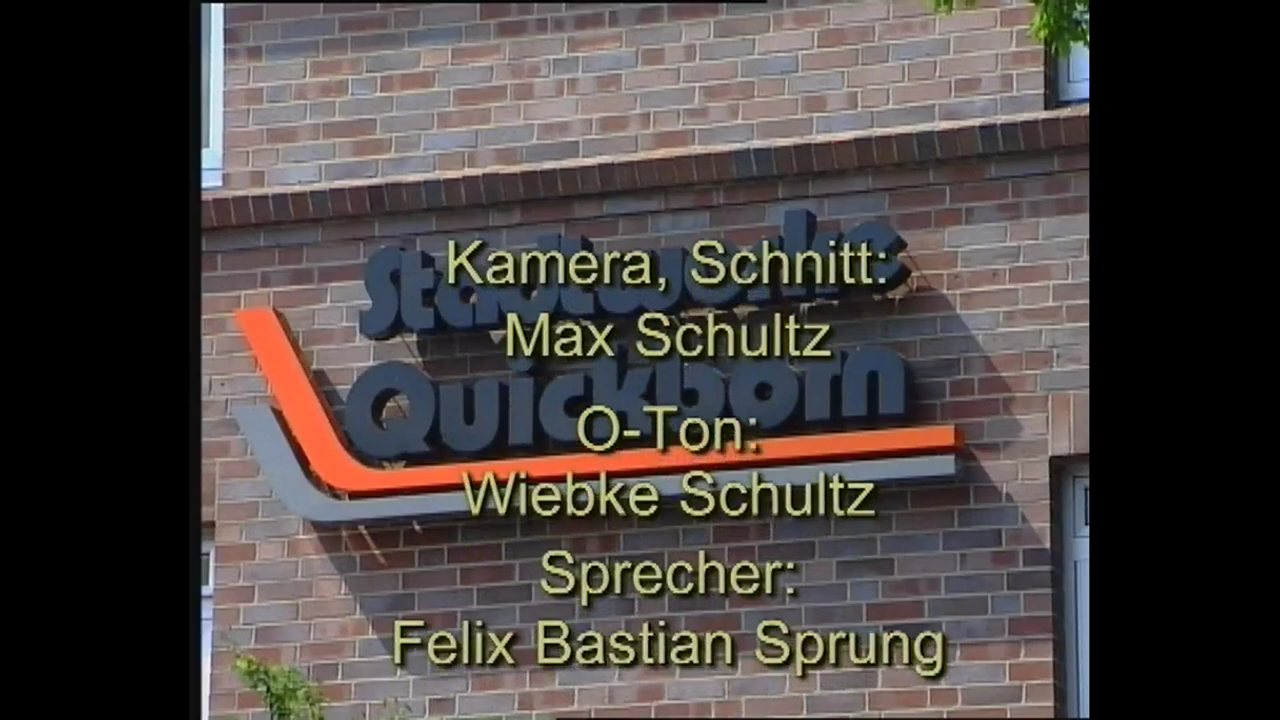 Stadtwerke
Quickborn
Kamera, Schnitt:
Max Schultz
O-Ton:
Wiebke Schultz
Sprecher:
Felix Bastian Sprung